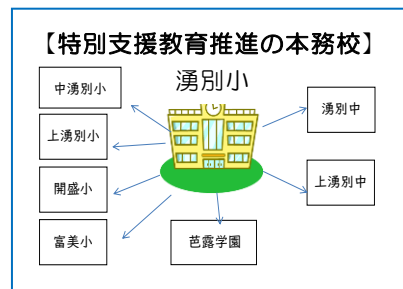 【特別支援教育推進の本務校】
湧別小
中湧別小
上湧別小
開盛小
富美小
芭露学園
湧別中
上湧別中